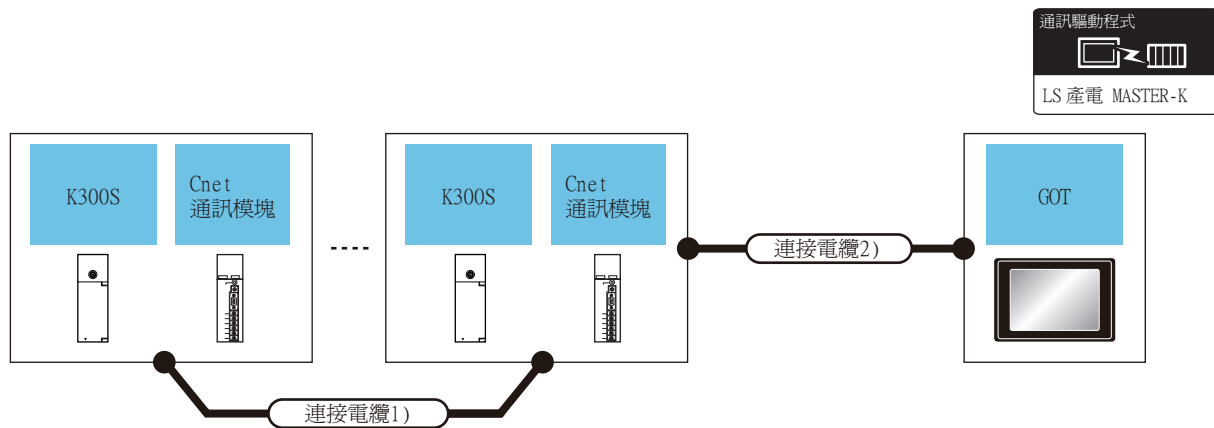 通訊驅動程式
LS 產電 MASTER-K
K300S
Cnet
通訊模塊
K300S
Cnet
通訊模塊
GOT
連接電纜2)
連接電纜1)